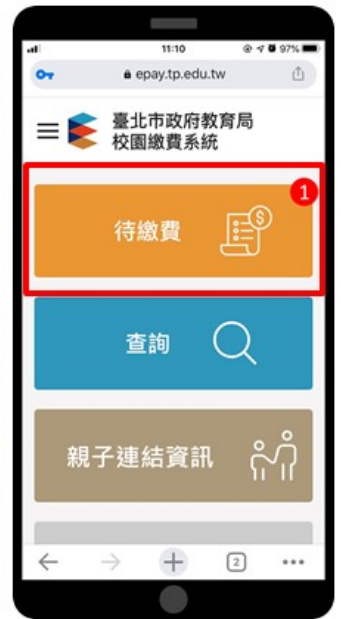 11:10
97%
epay.tp.edu.tw
臺北市政府教育局
校園繳費系統
1
待繳費
查詢
親子連結資訊
2